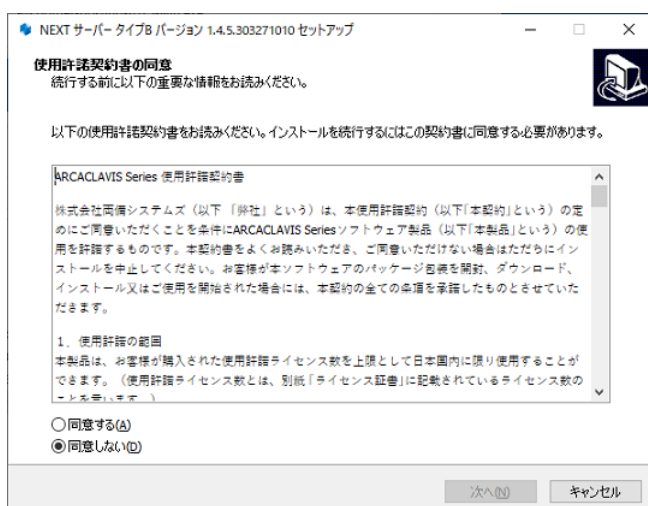 NEXT サーバー タイプB バージョン 1.4.5.303271010 セットアップ
使用許諾契約書の同意
続行する前に以下の重要な情報をお読みください。
以下の使用許諾契約書をお読みください。インストールを続行するにはこの契約書に同意する必要があります。
ARCACLAVIS Series 使用許諾契約書
株式会社両備システムズ（以下 「弊社」 という）は、本使用許諾契約（以下「本契約」という）の定
めにご同意いただくことを条件にARCACLAVIS Seriesソフトウェア製品（以下「本製品」という）の使
用を許諾するものです。本契約書をよくお読みいただき、ご同意いただけない場合はただちにイン
ストールを中止してください。お客様が本ソフトウェアのパッケージ包装を開封、ダウンロード、
インストール又はご使用を開始された場合には、本契約の全ての条項を承諾したものとさせていた
だきます。
１．使用許諾の範囲
本製品は、お客様が購入された使用許諾ライセンス数を上限として日本国内に限り使用することが
できます。（使用許諾ライセンス数とは、別紙「ライセンス証書」に記載されているライセンス数の
ことを言います。）
同意する(A)
同意しない(D)
次へ(N)
キャンセル